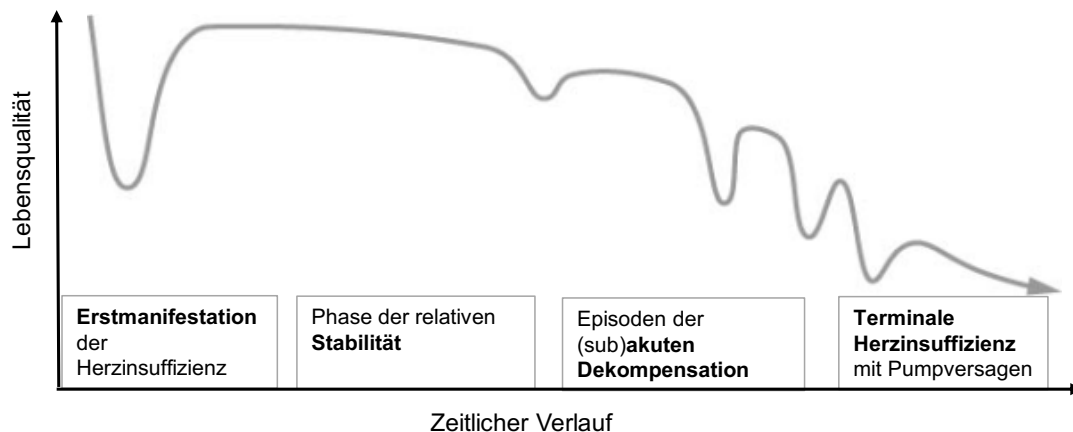 Lebensqualität
Erstmanifestation
der
Herzinsuffizienz
Phase der relativen
Stabilität
Episoden der
(sub)akuten
Dekompensation
Terminale
Herzinsuffizienz
mit Pumpversagen
Zeitlicher Verlauf